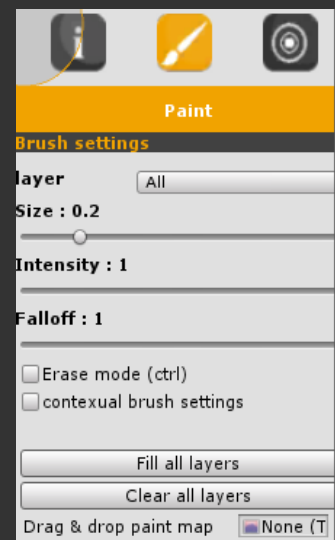 Paint
Brush settings
layer All
Size : 0.2
Intensity : 1
Falloff : 1
Erase mode (ctrl)
contexual brush settings
Fill all layers
Clear all layers
Drag & drop paint map None (T